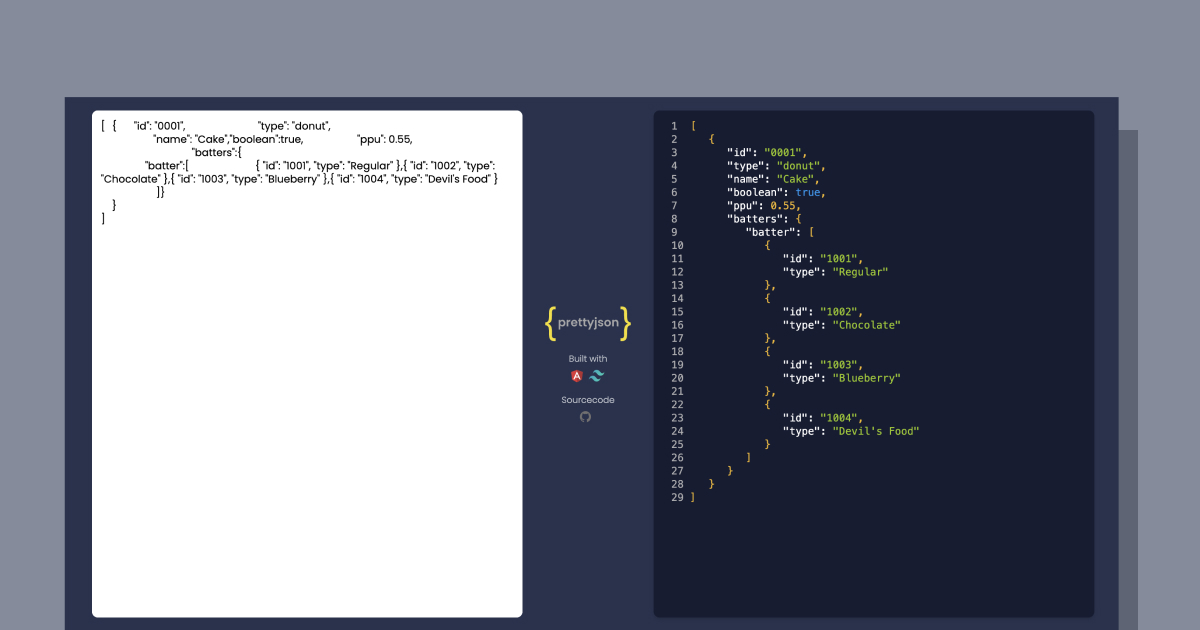 [  {      "id": "0001",                          "type": "donut",
                   "name": "Cake","boolean":true,                   "ppu": 0.55,
                                 "batters":{
                "batter":[                        { "id": "1001", "type": "Regular" },{ "id": "1002", "type":
"Chocolate" },{ "id": "1003", "type": "Blueberry" },{ "id": "1004", "type": "Devil's Food" }
                    ]}
    }
]
{prettyjson}
Built with
A
Sourcecode
1 [
2    {
3       "id": "0001",
4       "type": "donut",
5       "name": "Cake",
6       "boolean": true,
7       "ppu": 0.55,
8       "batters": {
9          "batter": [
10             {
11                "id": "1001",
12                "type": "Regular"
13             },
14             {
15                "id": "1002",
16                "type": "Chocolate"
17             },
18             {
19                "id": "1003",
20                "type": "Blueberry"
21             },
22             {
23                "id": "1004",
24                "type": "Devil's Food"
25             }
26          ]
27       }
28    }
29 ]